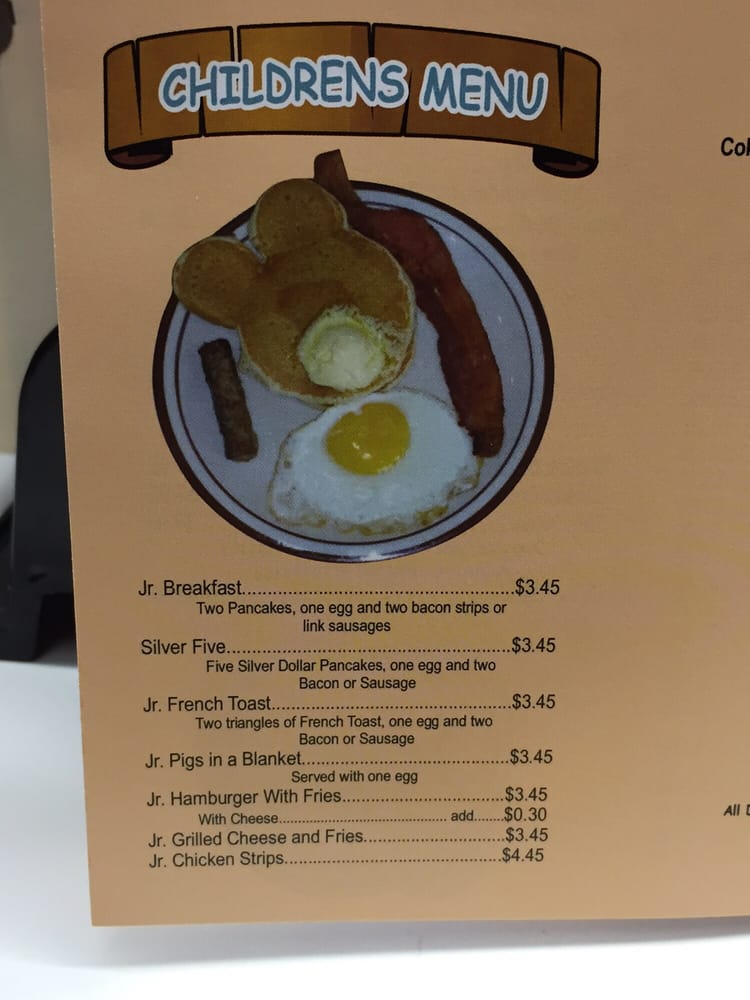 CHILDRENS MENU
Jr. Breakfast..............................................................$3.45
Two Pancakes, one egg and two bacon strips or
link sausages
Silver Five.................................................................$3.45
Five Silver Dollar Pancakes, one egg and two
Bacon or Sausage
Jr. French Toast.......................................................$3.45
Two triangles of French Toast, one egg and two
Bacon or Sausage
Jr. Pigs in a Blanket................................................$3.45
Served with one egg
Jr. Hamburger With Fries.....................................$3.45
With Cheese................................................. add........$0.30
Jr. Grilled Cheese and Fries................................$3.45
Jr. Chicken Strips..................................................$4.45
All